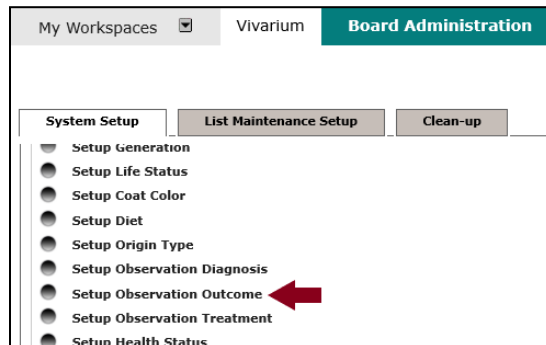 My Workspaces Vivarium Board Administration
System Setup List Maintenance Setup Clean-up
Setup Generation
Setup Life Status
Setup Coat Color
Setup Diet
Setup Origin Type
Setup Observation Diagnosis
Setup Observation Outcome
Setup Observation Treatment
Setup Health Status